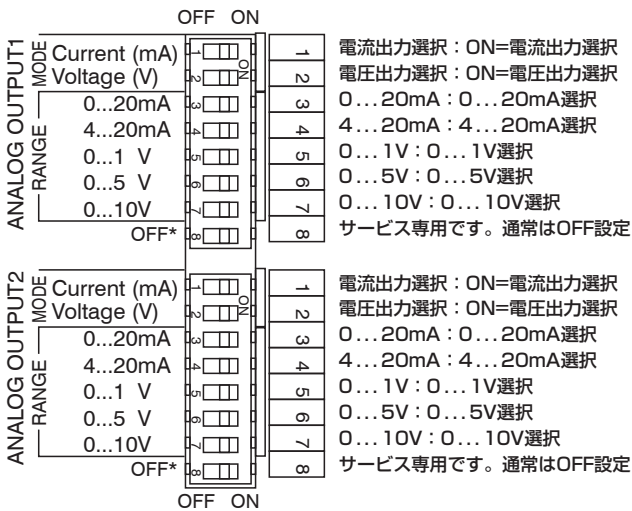 OFF ON
ANALOG OUTPUT1
MODE
RANGE
Current (mA) 1 ON 1 電流出力選択：ON=電流出力選択
Voltage (V) 2 2 電圧出力選択：ON=電圧出力選択
0...20mA 3 3 0...20mA：0...20mA選択
4...20mA 4 4 4...20mA：4...20mA選択
0...1 V 5 5 0...1V：0...1V選択
0...5 V 6 6 0...5V：0...5V選択
0...10V 7 7 0...10V：0...10V選択
OFF* 8 8 サービス専用です。通常はOFF設定
ANALOG OUTPUT2
MODE
RANGE
Current (mA) 1 ON 1 電流出力選択：ON=電流出力選択
Voltage (V) 2 2 電圧出力選択：ON=電圧出力選択
0...20mA 3 3 0...20mA：0...20mA選択
4...20mA 4 4 4...20mA：4...20mA選択
0...1 V 5 5 0...1V：0...1V選択
0...5 V 6 6 0...5V：0...5V選択
0...10V 7 7 0...10V：0...10V選択
OFF* 8 8 サービス専用です。通常はOFF設定
OFF ON